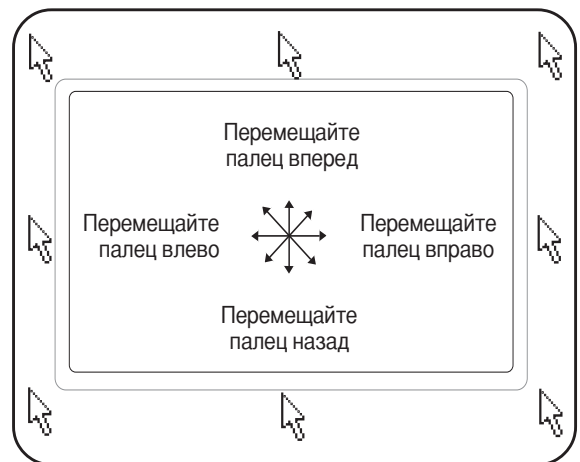 Перемещайте
палец вперед
Перемещайте
палец влево
Перемещайте
палец вправо
Перемещайте
палец назад